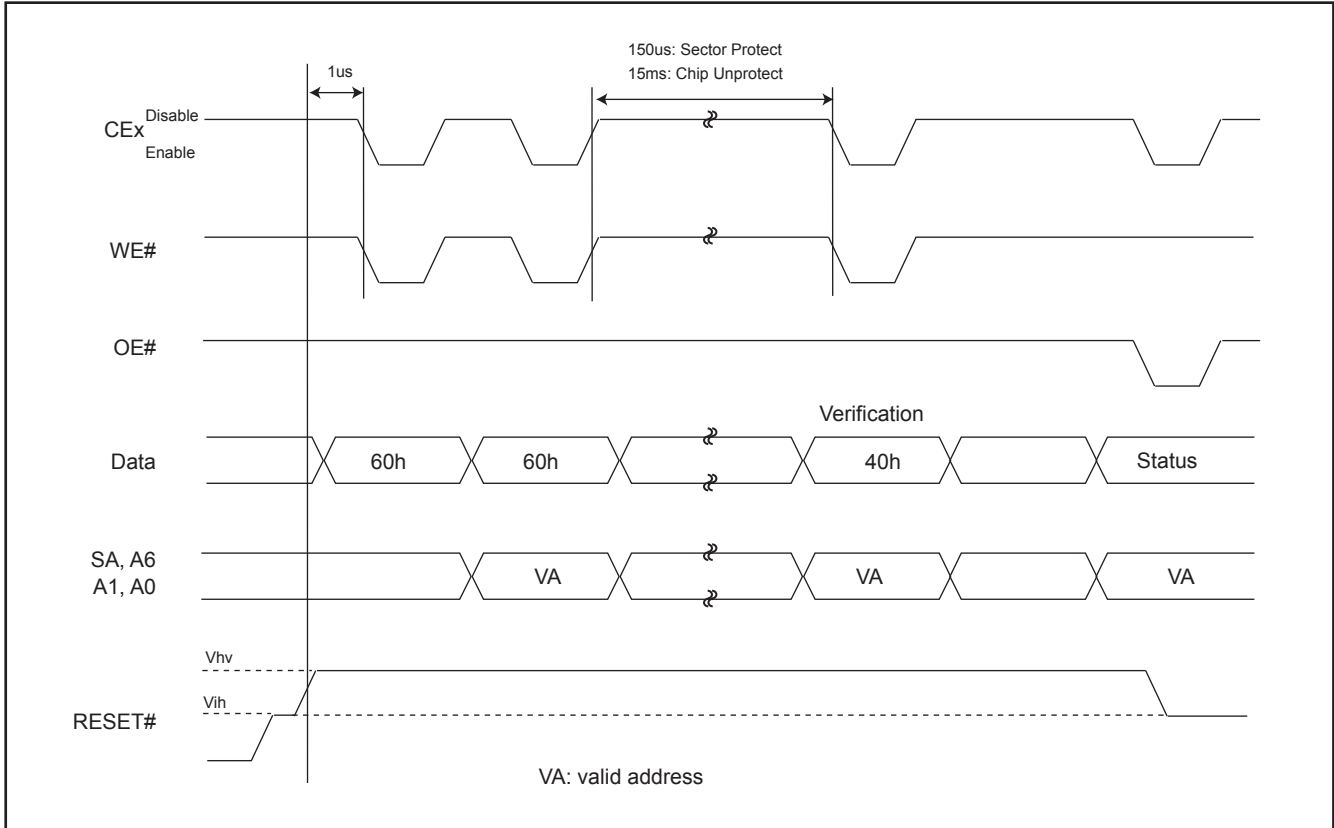 150us: Sector Protect
15ms: Chip Unprotect
1us
CEx
Disable
Enable
WE#
OE#
Verification
Data
60h
60h
40h
Status
SA, A6
A1, A0
VA
VA
VA
Vhv
Vih
RESET#
VA: valid address